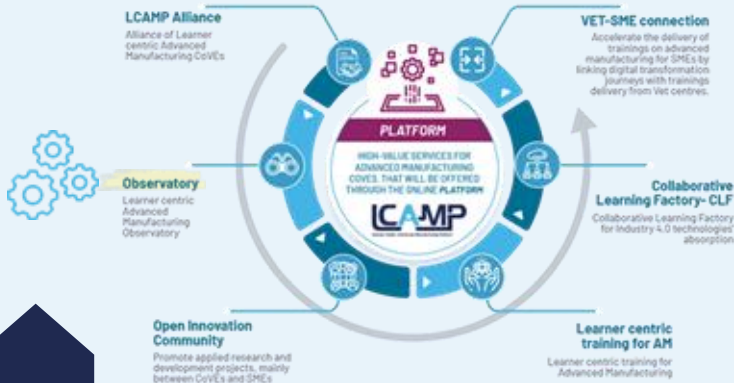 LCAMP Alliance
Alliance of Learner
centric Advanced
Manufacturing CoVEs
VET-SME connection
Accelerate the delivery of
trainings on advanced
manufacturing for SMEs by
linking digital transformation
journeys with trainings
delivery from Vet centres.
PLATFORM
HIGH-VALUE SERVICES FOR
ADVANCED MANUFACTURING
COVES, THAT WILL BE OFFERED
THROUGH THE ONLINE PLATFORM
LCAMP
Observatory
Learner centric
Advanced
Manufacturing
Observatory
Collaborative
Learning Factory- CLF
Collaborative Learning Factory
for Industry 4.0 technologies'
absorption
Open Innovation
Community
Promote applied research and
development projects, mainly
between CoVEs and SMEs
Learner centric
training for AM
Learner centric training for
Advanced Manufacturing